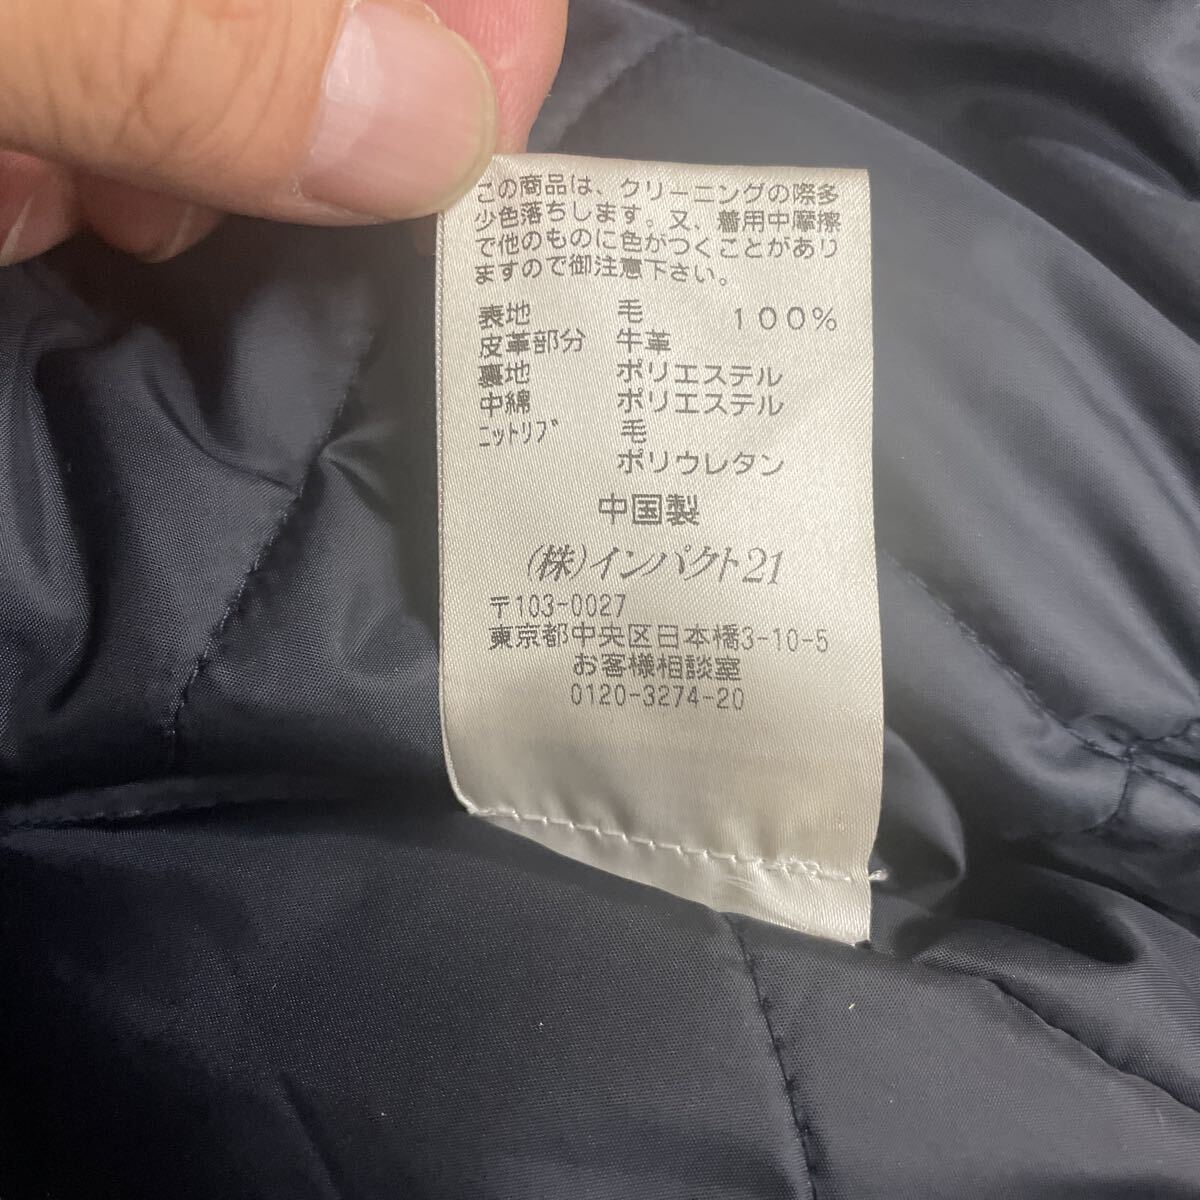 この商品は、クリーニングの際多
少色落ちします。又、着用中摩擦
で他のものに色がつくことがあり
ますので御注意下さい。
表地 毛 100%
皮革部分 牛革
裏地 ポリエステル
中綿 ポリエステル
ﾆｯﾄﾘﾌﾞ 毛
ポリウレタン
中国製
(株)インパクト21
〒103-0027
東京都中央区日本橋3-10-5
お客様相談室
0120-3274-20